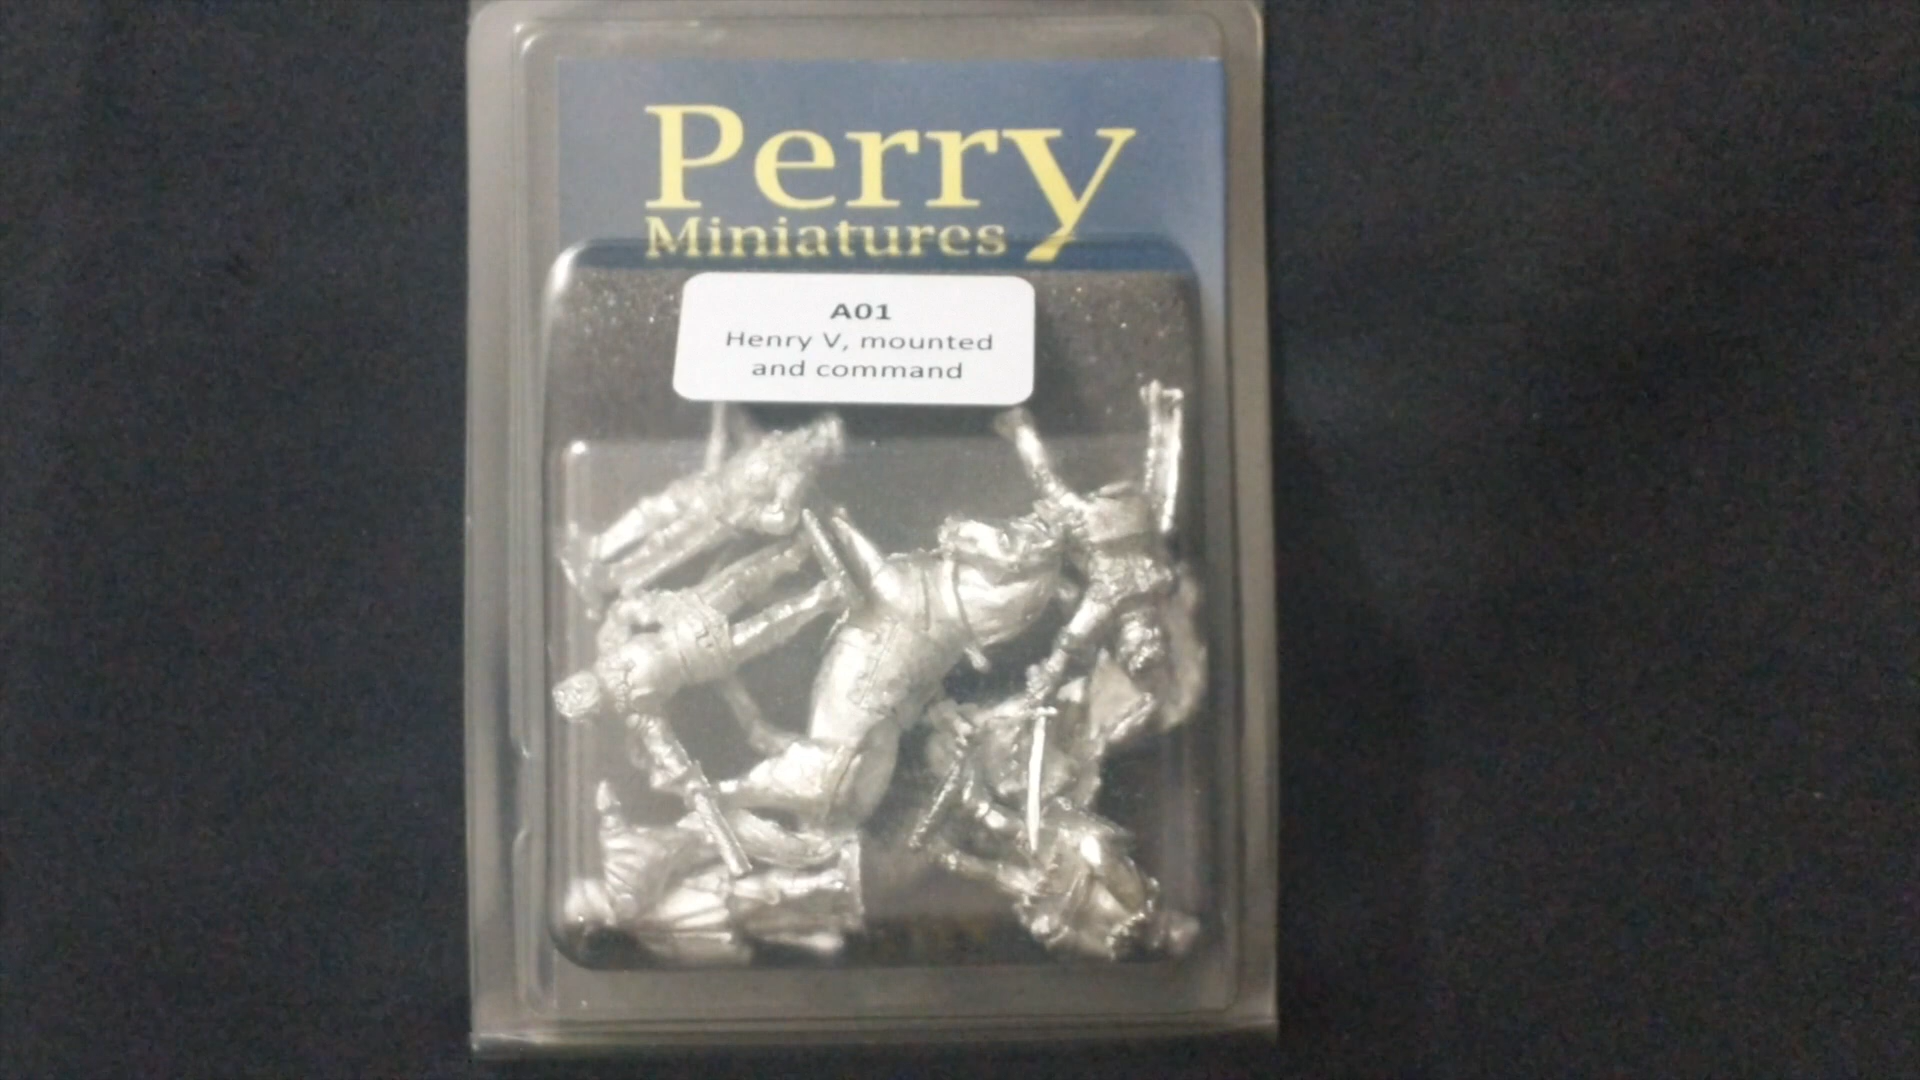 Perry
Miniatures
A01
Henry V, mounted
and command